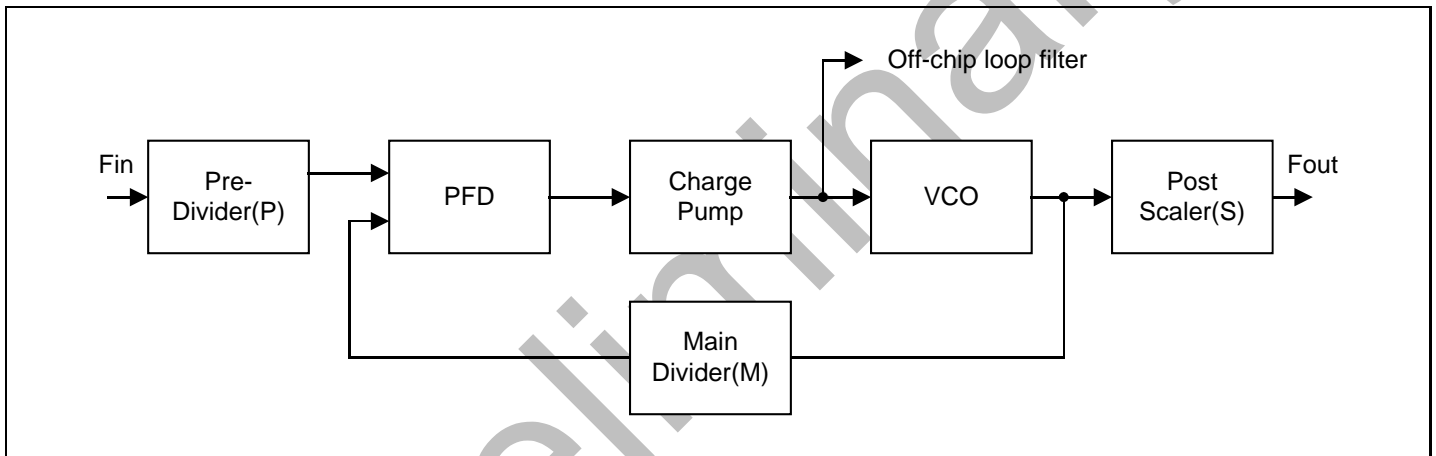 Off-chip loop filter
Fin
Pre-
Divider(P)
PFD
Charge
Pump
VCO
Post
Scaler(S)
Fout
Main
Divider(M)